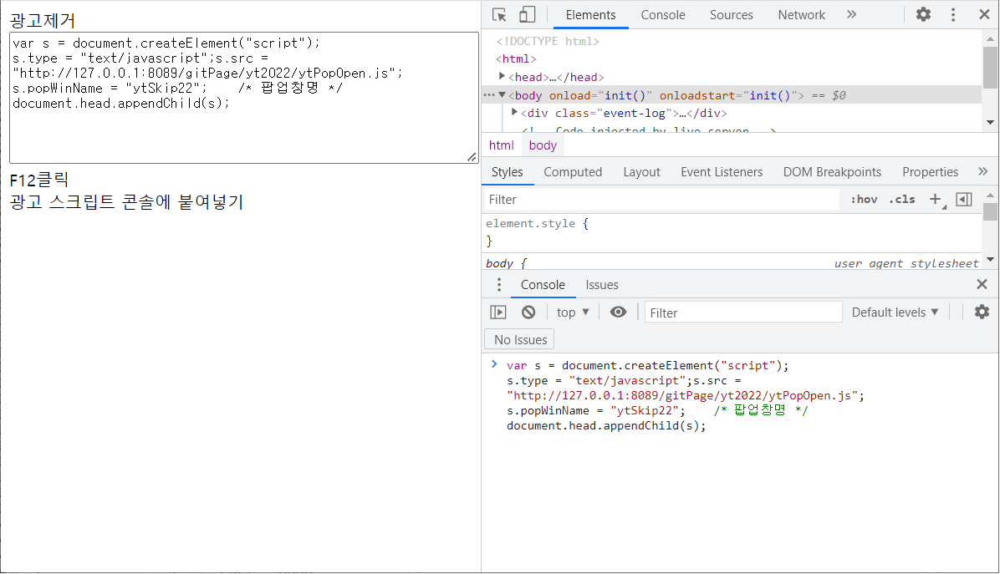 광고제거
var s = document.createElement("script");
s.type = "text/javascript";s.src =
"http://127.0.0.1:8089/gitPage/yt2022/ytPopOpen.js";
s.popWinName = "ytSkip22";    /* 팝업창명 */
document.head.appendChild(s);
F12클릭
광고 스크립트 콘솔에 붙여넣기
Elements Console Sources Network »
<!DOCTYPE html>
<html>
▶<head>…</head>
···▼<body onload="init()" onloadstart="init()"> == $0
▶<div class="event-log">…</div>
<!-- Code injected by live-server -->
html body
Styles Computed Layout Event Listeners DOM Breakpoints Properties »
Filter :hov .cls +
element.style {
}
body { user agent stylesheet
Console Issues
top ▼ Filter Default levels ▼
No Issues
> var s = document.createElement("script");
s.type = "text/javascript";s.src =
"http://127.0.0.1:8089/gitPage/yt2022/ytPopOpen.js";
s.popWinName = "ytSkip22";    /* 팝업창명 */
document.head.appendChild(s);